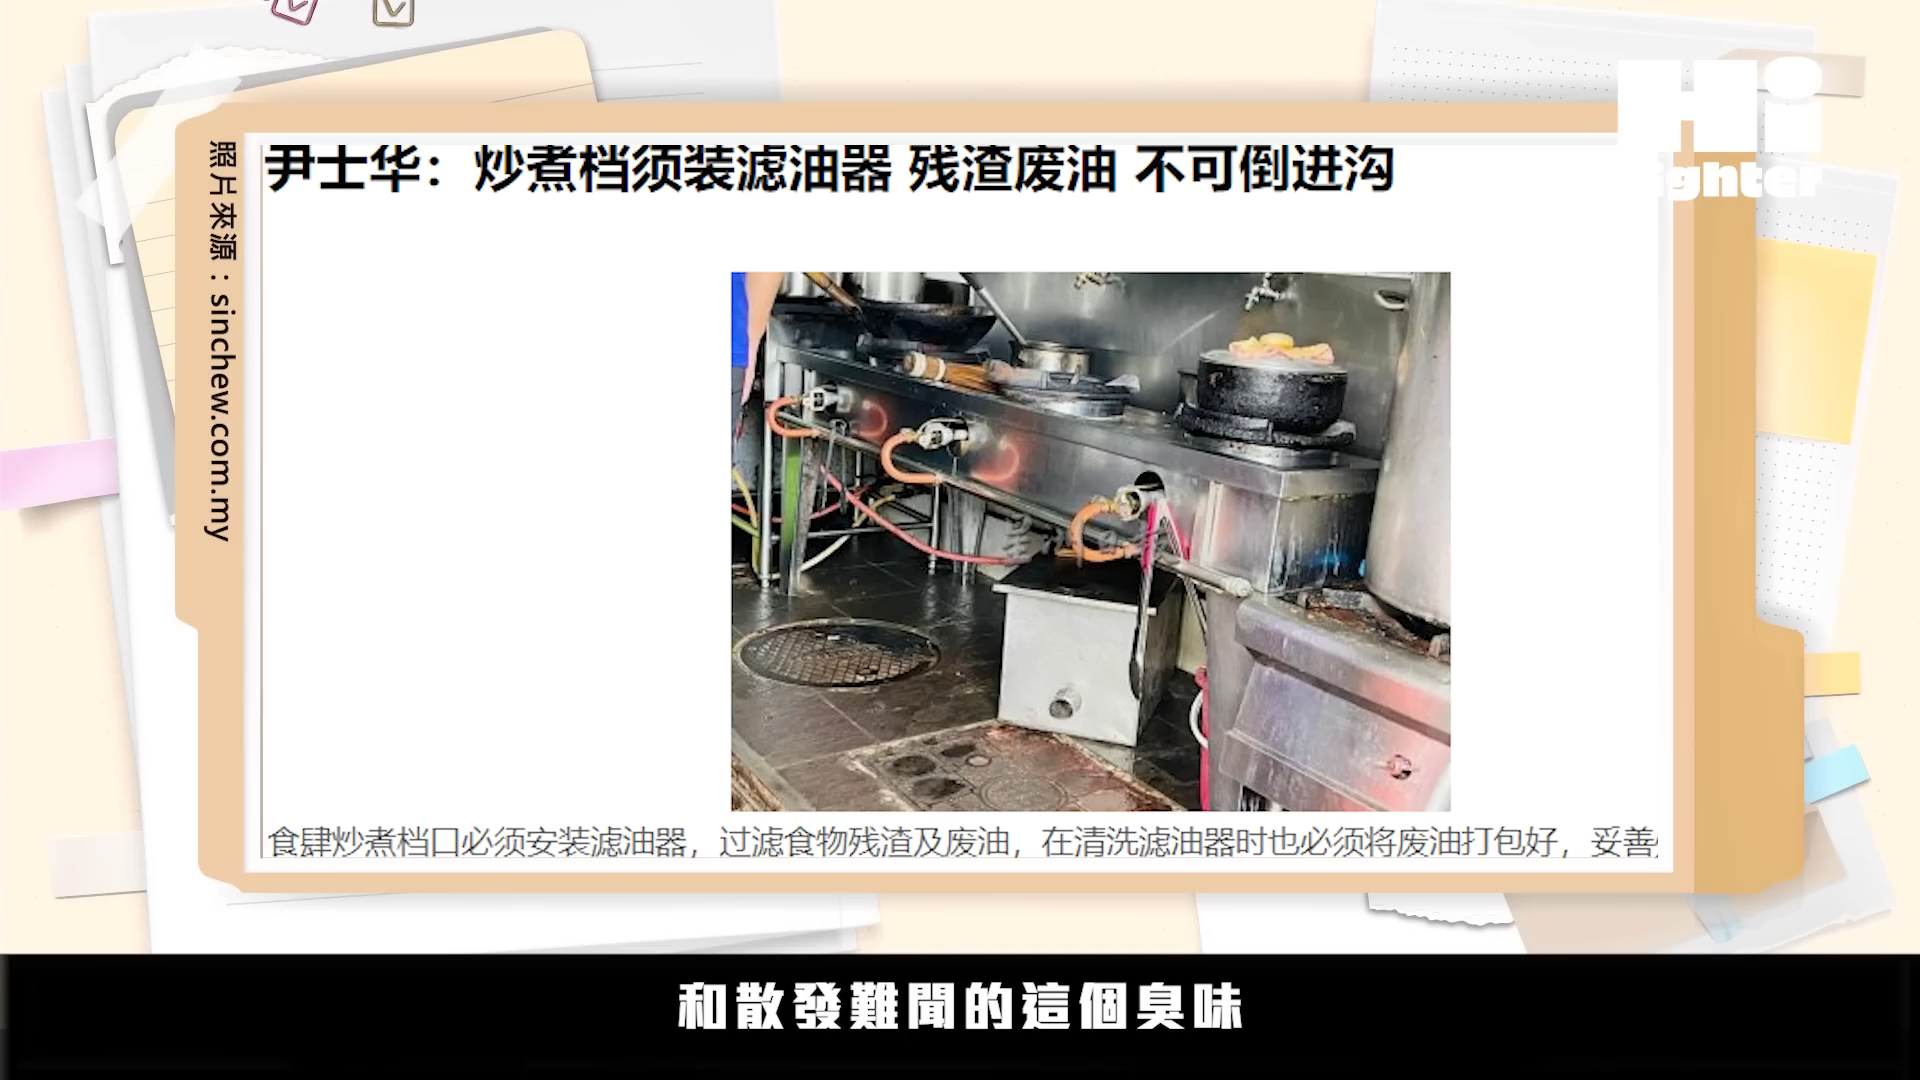 Hi
ighter
照片來源：sinchew.com.my
尹士华：炒煮档须装滤油器 残渣废油 不可倒进沟
食肆炒煮档口必须安装滤油器，过滤食物残渣及废油，在清洗滤油器时也必须将废油打包好，妥善
和散發難聞的這個臭味